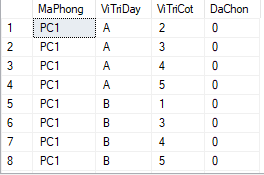 MaPhong ViTriDay ViTriCot DaChon
1 PC1 A 2 0
2 PC1 A 3 0
3 PC1 A 4 0
4 PC1 A 5 0
5 PC1 B 1 0
6 PC1 B 3 0
7 PC1 B 4 0
8 PC1 B 5 0